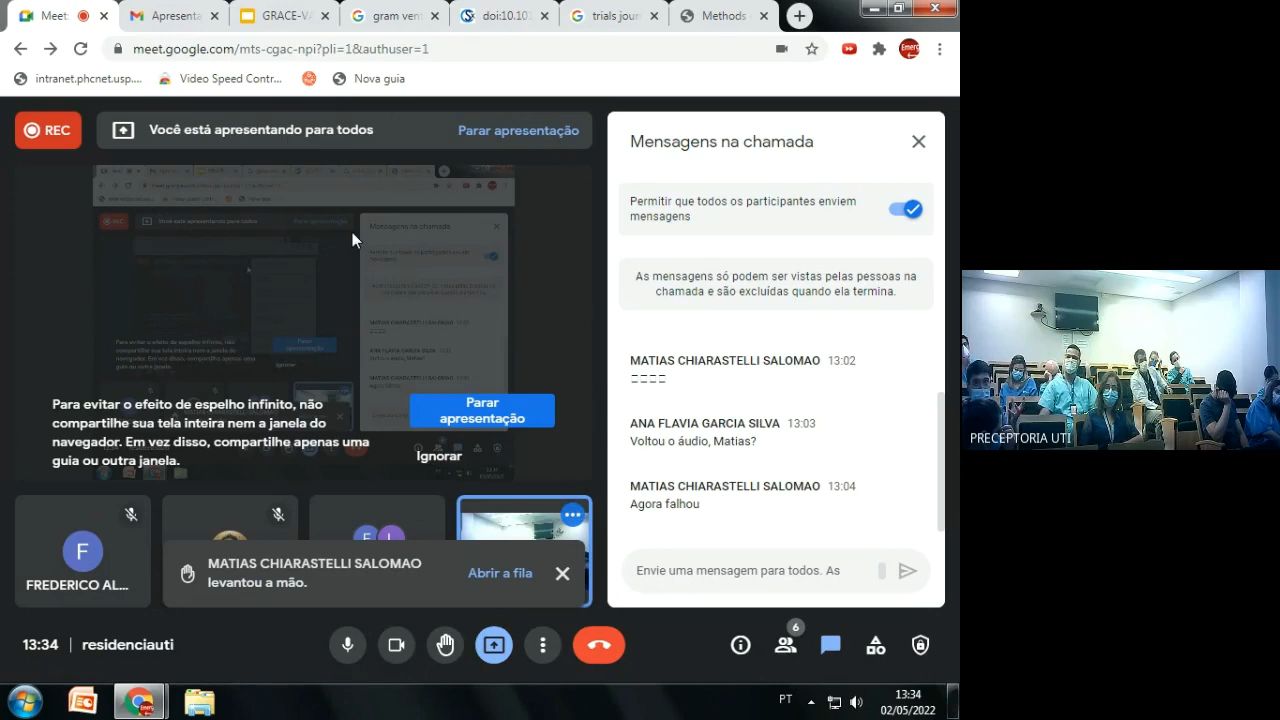 Meet:
Apresenta
GRACE-VA
gram vent
doi:10.10
trials jour
Methods
meet.google.com/mts-cgac-npi?pli=1&authuser=1
intranet.phcnet.usp....
Video Speed Contr...
Nova guia
REC
Você está apresentando para todos
Parar apresentação
Para evitar o efeito de espelho infinito, não
compartilhe sua tela inteira nem a janela do
navegador. Em vez disso, compartilhe apenas uma
guia ou outra janela.
Parar
apresentação
Ignorar
F
FREDERICO AL...
MATIAS CHIARASTELLI SALOMAO
levantou a mão.
Abrir a fila
Mensagens na chamada
Permitir que todos os participantes enviem
mensagens
As mensagens só podem ser vistas pelas pessoas na
chamada e são excluídas quando ela termina.
MATIAS CHIARASTELLI SALOMAO 13:02
ANA FLAVIA GARCIA SILVA 13:03
Voltou o áudio, Matias?
MATIAS CHIARASTELLI SALOMAO 13:04
Agora falhou
Envie uma mensagem para todos. As
13:34 | residenciauti
6
PT
13:34
02/05/2022
PRECEPTORIA UTI